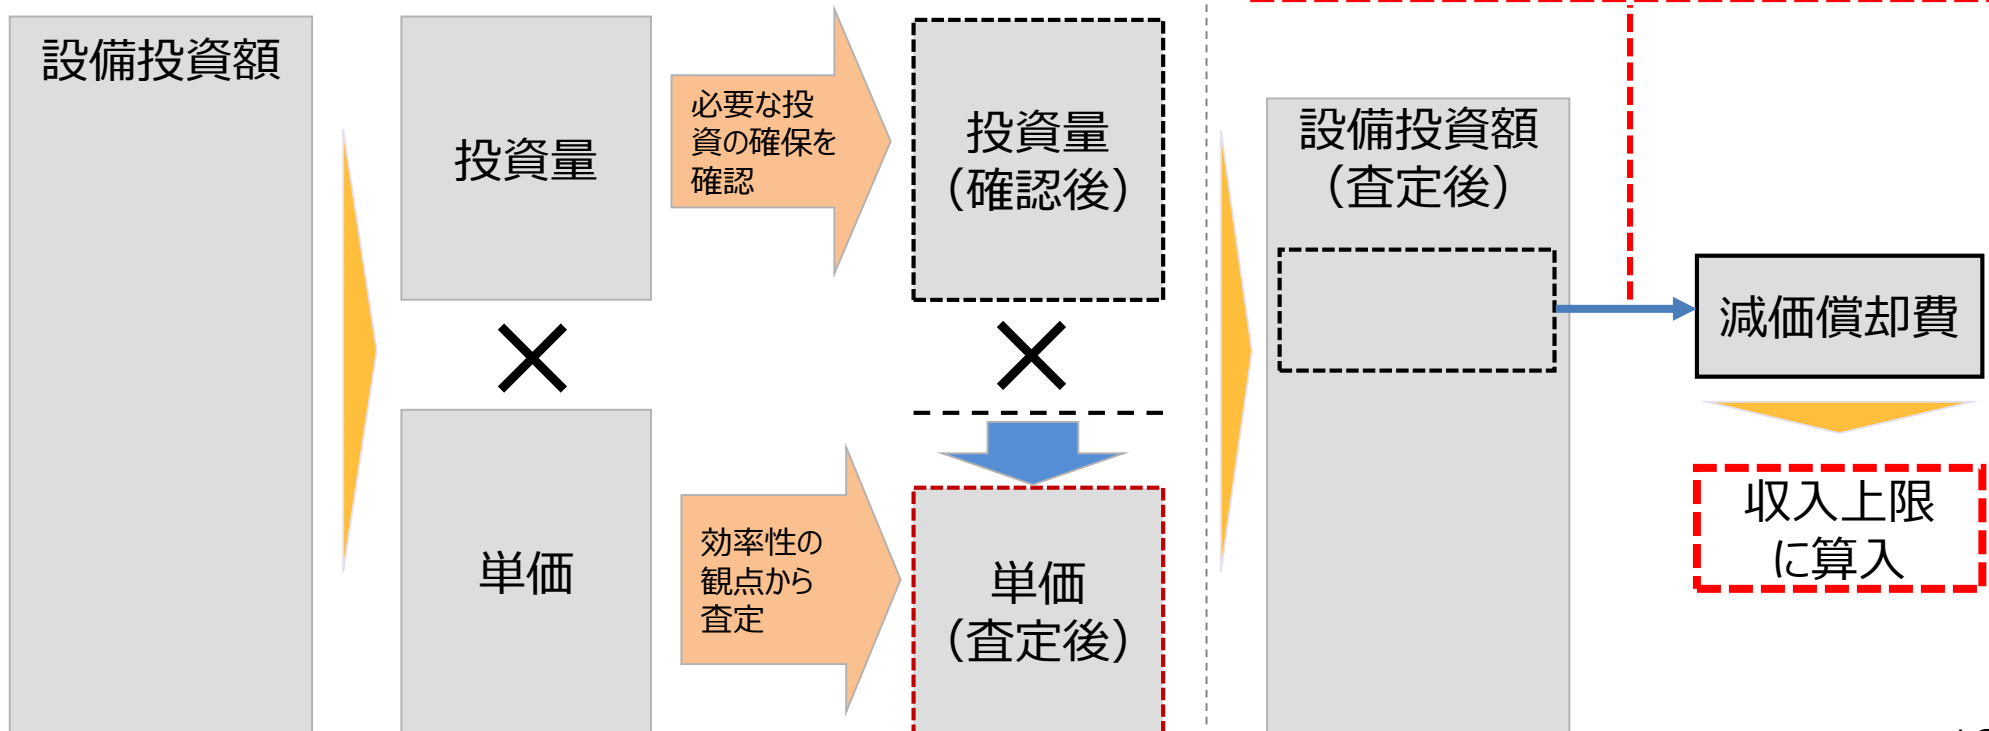 設備投資額
投資量
×
単価
必要な投
資の確保を
確認
効率性の
観点から
査定
投資量
（確認後）
×
単価
（査定後）
設備投資額
（査定後）
減価償却費
収入上限
に算入